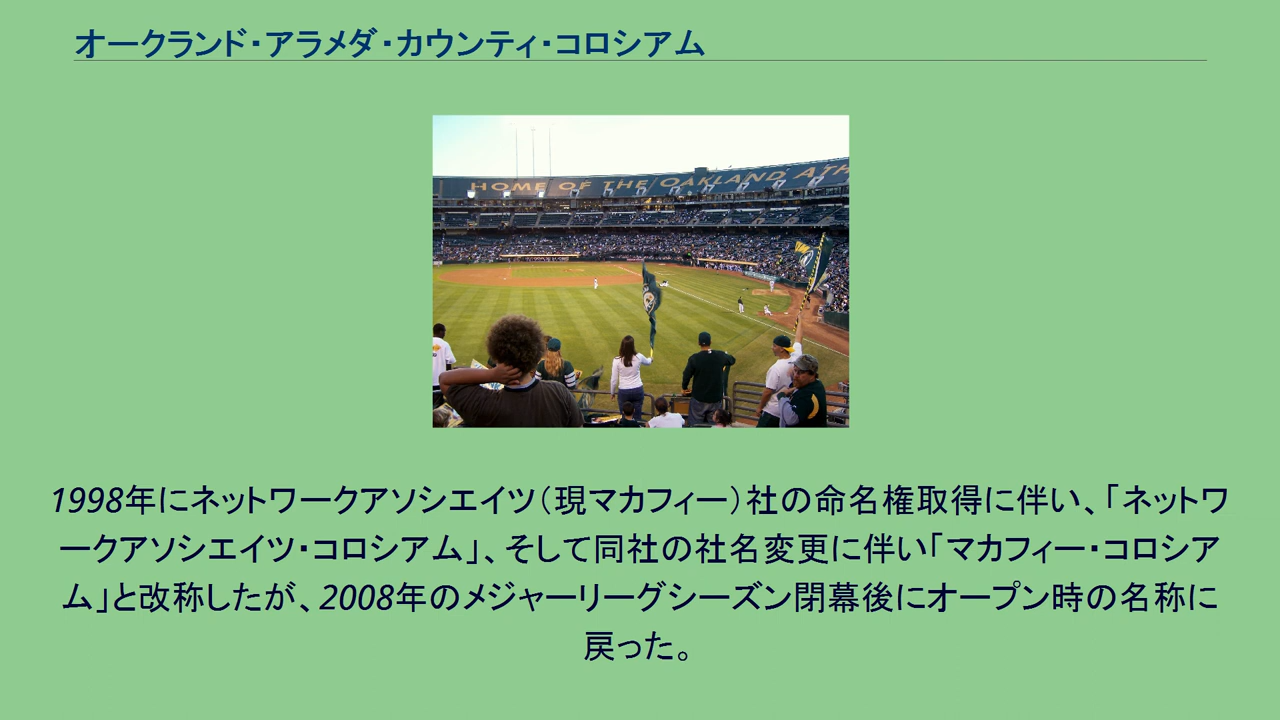 オークランド・アラメダ・カウンティ・コロシアム
HOME OF THE OAKLAND ATH
1998年にネットワークアソシエイツ（現マカフィー）社の命名権取得に伴い、「ネットワ
ークアソシエイツ・コロシアム」、そして同社の社名変更に伴い「マカフィー・コロシア
ム」と改称したが、2008年のメジャーリーグシーズン閉幕後にオープン時の名称に
戻った。